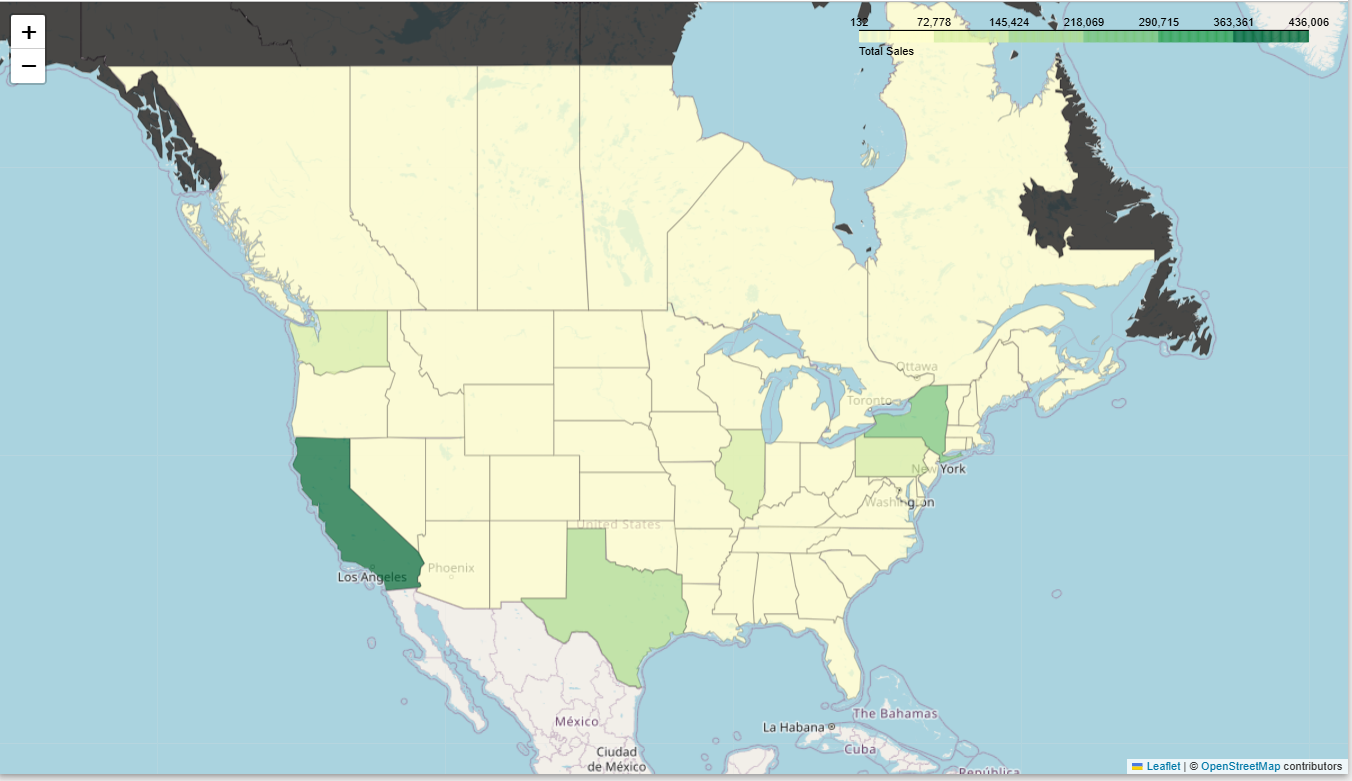 +
−
132 72,778 145,424 218,069 290,715 363,361 436,006
Total Sales
Ottawa
Toronto
New York
Washington
United States
Phoenix
Los Angeles
México
Ciudad
de México
La Habana
The Bahamas
Cuba
República
Leaflet | © OpenStreetMap contributors